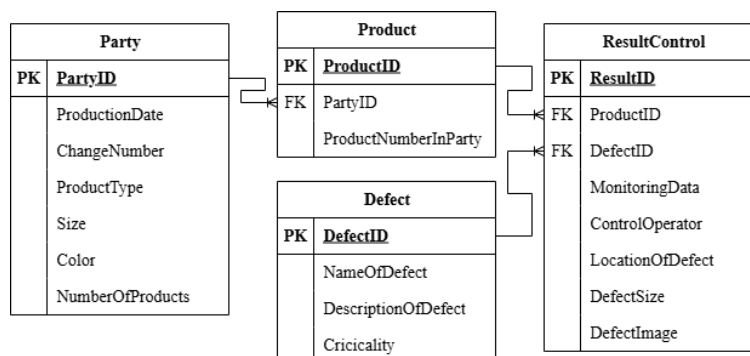 Party
PK PartyID
ProductionDate
ChangeNumber
ProductType
Size
Color
NumberOfProducts
Product
PK ProductID
FK PartyID
ProductNumberInParty
Defect
PK DefectID
NameOfDefect
DescriptionOfDefect
Cricicality
ResultControl
PK ResultID
FK ProductID
FK DefectID
MonitoringData
ControlOperator
LocationOfDefect
DefectSize
DefectImage